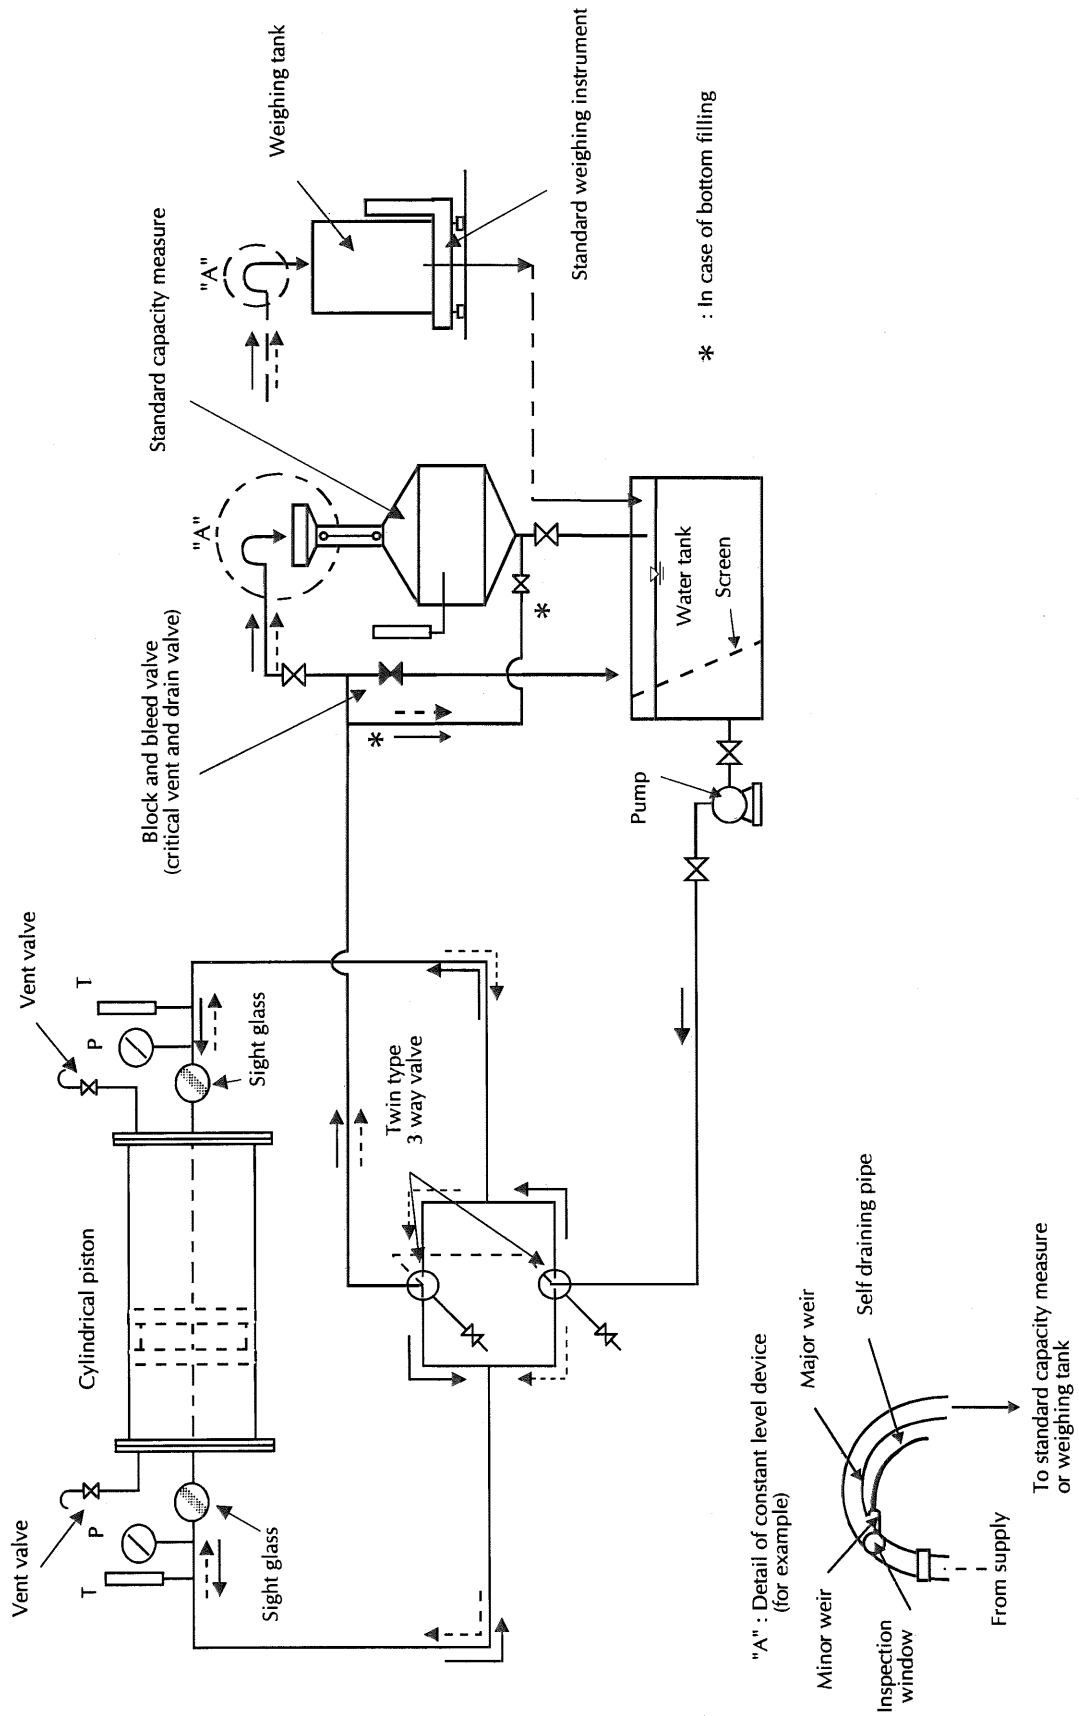 Vent valve
P
T
Sight glass
Cylindrical piston
Vent valve
P
T
Sight glass
Twin type
3 way valve
Block and bleed valve
(critical vent and drain valve)
*
"A"
Standard capacity measure
*
"A"
Weighing tank
Standard weighing instrument
Pump
Water tank
Screen
* : In case of bottom filling
"A" : Detail of constant level device
(for example)
Minor weir
Major weir
Self draining pipe
Inspection
window
From supply
To standard capacity measure
or weighing tank